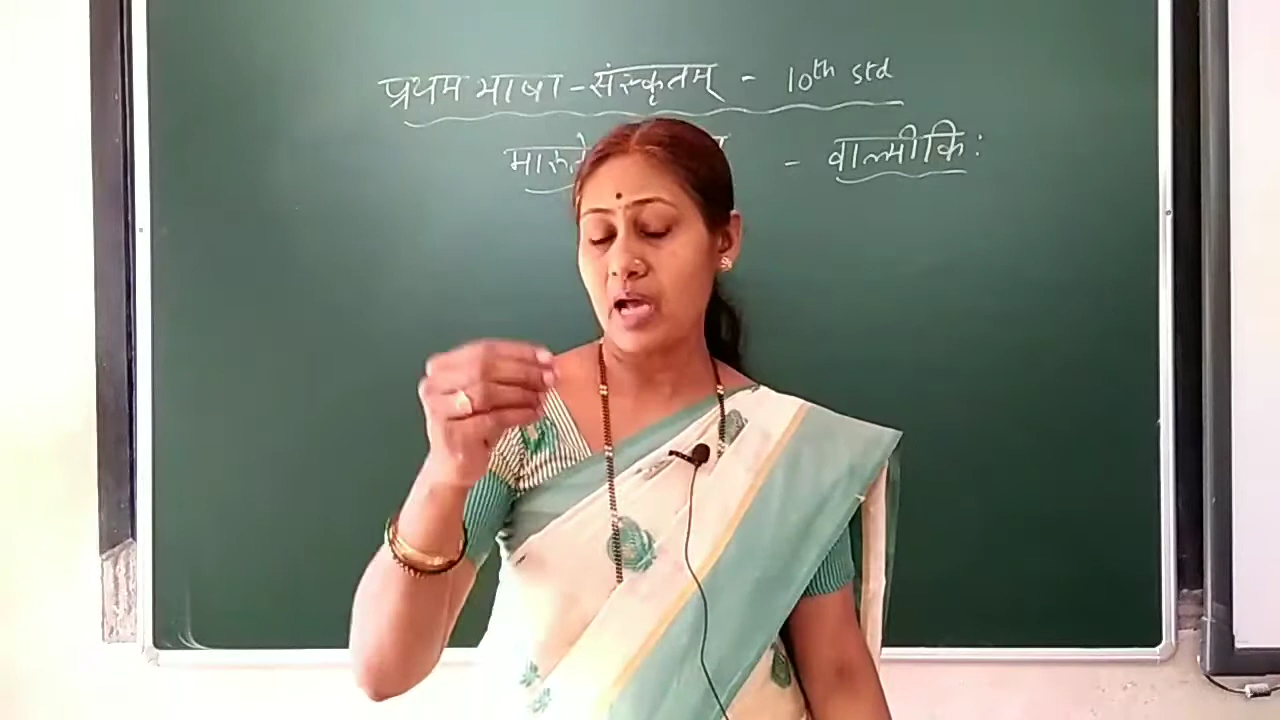 प्रथम भाषा - संस्कृतम् - 10th std
- वाल्मीकिः